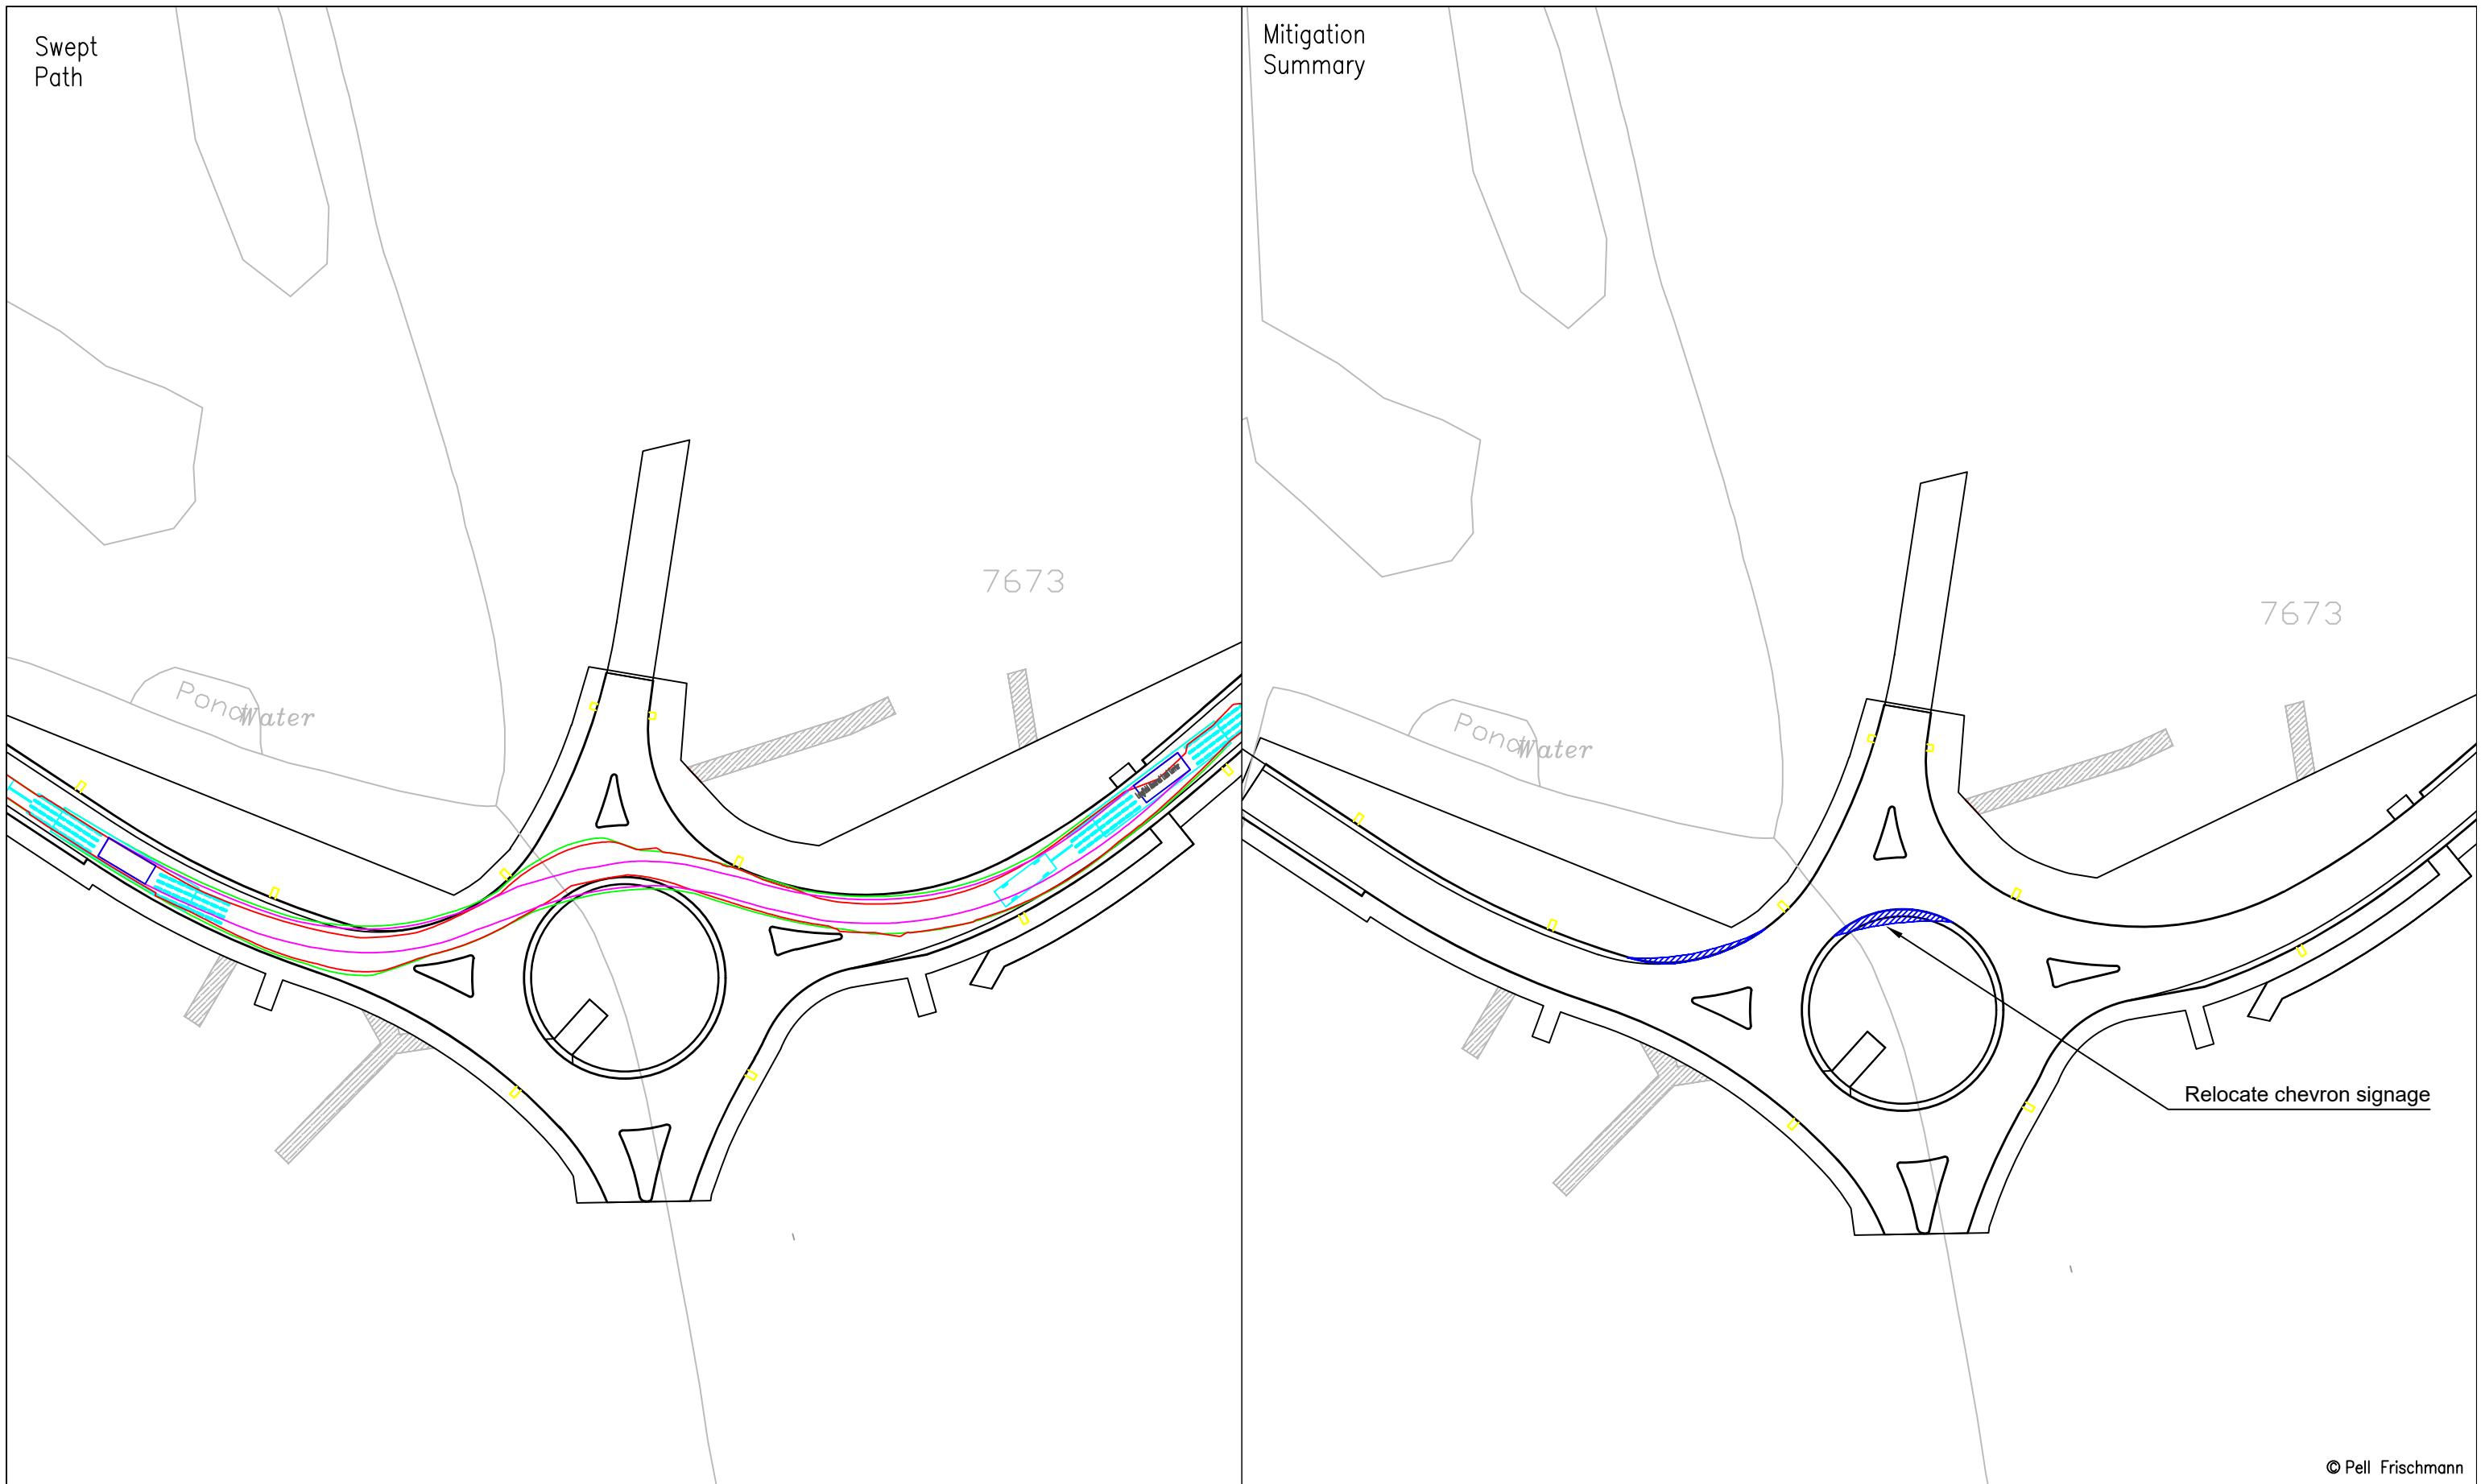 Swept
Path
7673
Pond
Water
Mitigation
Summary
7673
Pond
Water
Relocate chevron signage
© Pell Frischmann